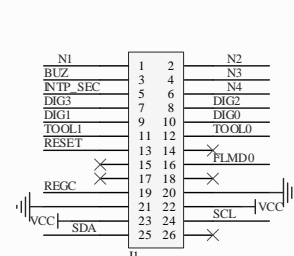 N1 1 2 N2
BUZ 3 4 N3
INTP_SEC 5 6 N4
DIG3 7 8 DIG2
DIG1 9 10 DIG0
TOOL1 11 12 TOOL0
RESET 13 14
15 16 FLMD0
17 18
REGC 19 20
21 22 VCC
VCC 23 24 SCL
SDA 25 26
J1